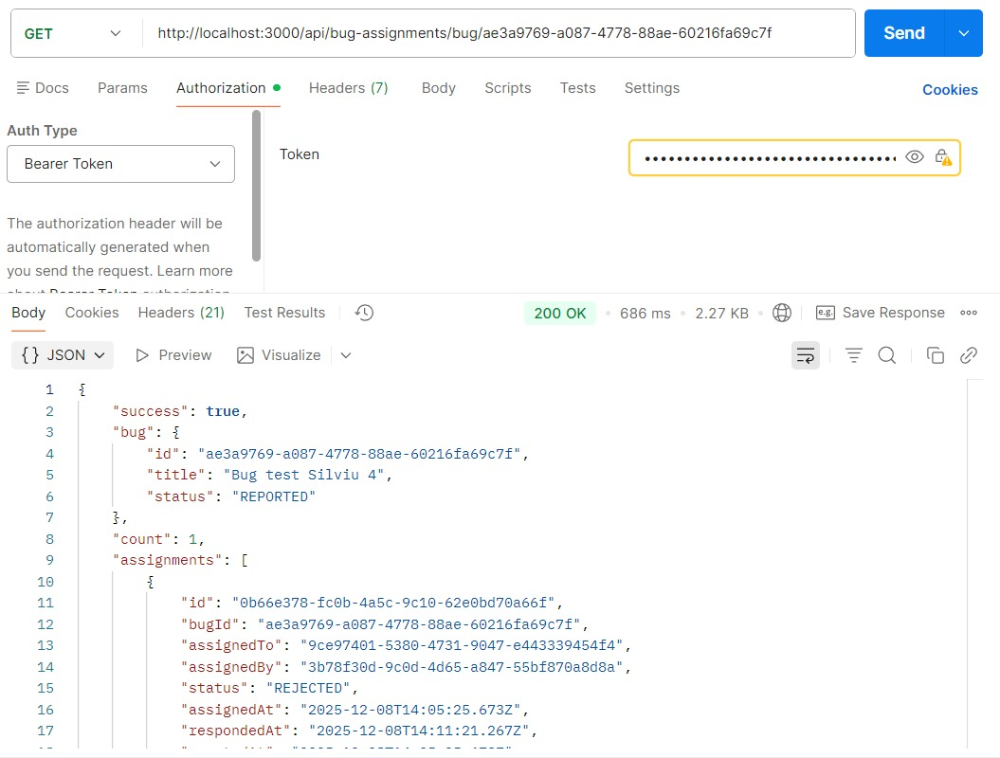 GET http://localhost:3000/api/bug-assignments/bug/ae3a9769-a087-4778-88ae-60216fa69c7f Send
Docs Params Authorization Headers (7) Body Scripts Tests Settings Cookies
Auth Type
Bearer Token
Token
The authorization header will be
automatically generated when
you send the request. Learn more
about Bearer Token authorization
Body Cookies Headers (21) Test Results 200 OK 686 ms 2.27 KB e.g. Save Response
{} JSON Preview Visualize
1 {
2 "success": true,
3 "bug": {
4 "id": "ae3a9769-a087-4778-88ae-60216fa69c7f",
5 "title": "Bug test Silviu 4",
6 "status": "REPORTED"
7 },
8 "count": 1,
9 "assignments": [
10 {
11 "id": "0b66e378-fc0b-4a5c-9c10-62e0bd70a66f",
12 "bugId": "ae3a9769-a087-4778-88ae-60216fa69c7f",
13 "assignedTo": "9ce97401-5380-4731-9047-e443339454f4",
14 "assignedBy": "3b78f30d-9c0d-4d65-a847-55bf870a8d8a",
15 "status": "REJECTED",
16 "assignedAt": "2025-12-08T14:05:25.673Z",
17 "respondedAt": "2025-12-08T14:11:21.267Z",